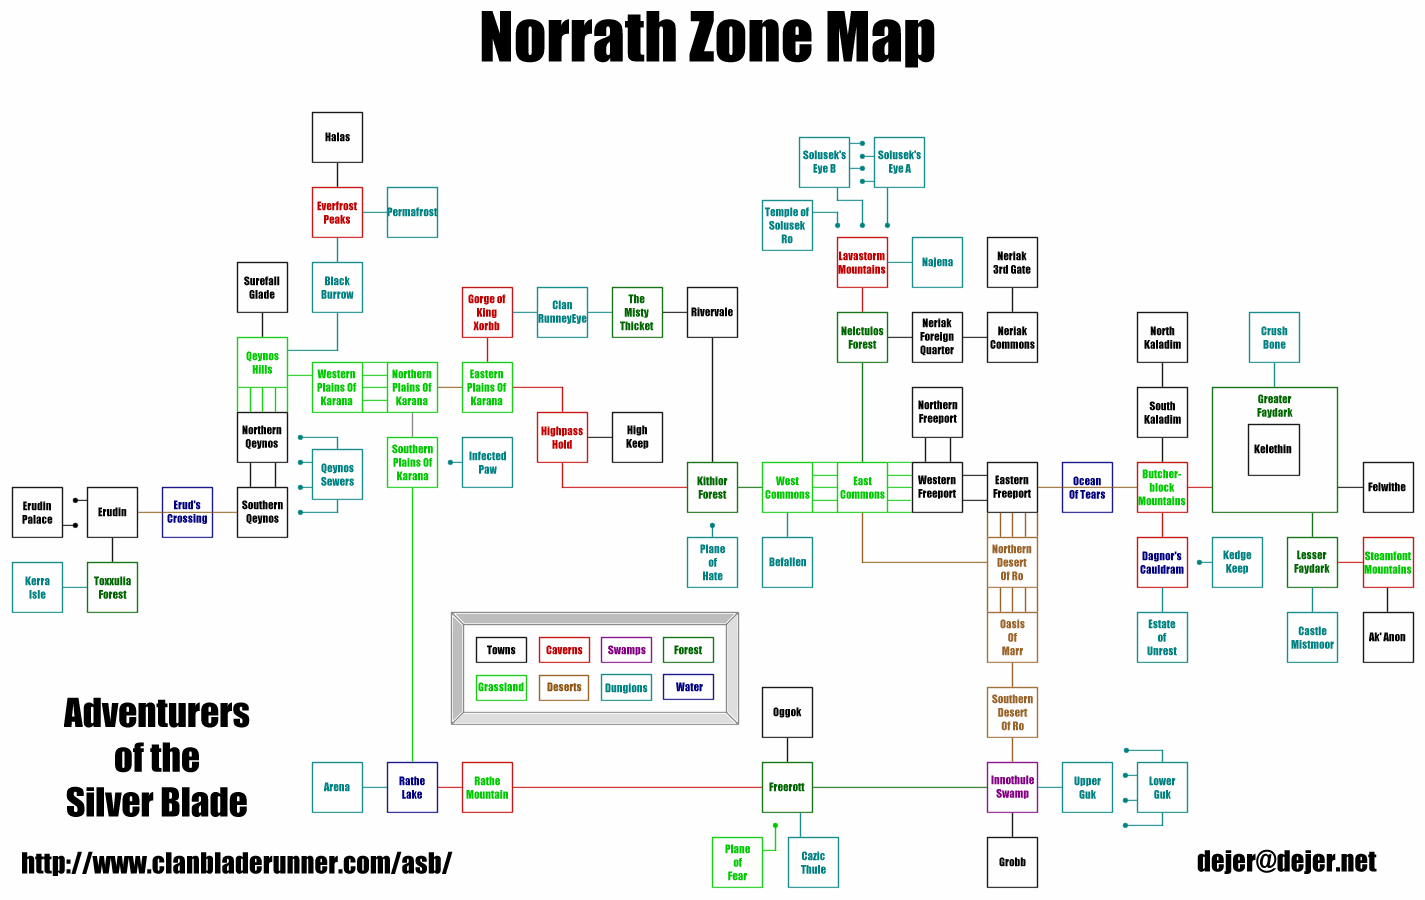 Norrath Zone Map
Halas
Solusek's
Eye B
Solusek's
Eye A
Everfrost
Peaks
Permafrost
Temple of
Solusek
Ro
Surefall
Glade
Black
Burrow
Lavastorm
Mountains
Najena
Neriak
3rd Gate
Gorge of
King
Xorbb
Clan
RunneyEye
The
Misty
Thicket
Rivervale
Nelctulos
Forest
Neriak
Foreign
Quarter
Neriak
Commons
North
Kaladim
Crush
Bone
Qeynos
Hills
Western
Plains Of
Karana
Northern
Plains Of
Karana
Eastern
Plains Of
Karana
Northern
Freeport
South
Kaladim
Greater
Faydark
Kelethin
Northern
Qeynos
Highpass
Hold
High
Keep
Qeynos
Sewers
Southern
Plains Of
Karana
Infected
Paw
Kithior
Forest
West
Commons
East
Commons
Western
Freeport
Eastern
Freeport
Ocean
Of Tears
Butcher-
block
Mountains
Felwithe
Erudin
Palace
Erudin
Erud's
Crossing
Southern
Qeynos
Plane
of
Hate
Befallen
Northern
Desert
Of Ro
Dagnor's
Cauldram
Kedge
Keep
Lesser
Faydark
Steamfont
Mountains
Kerra
Isle
Toxxulia
Forest
Oasis
Of
Marr
Estate
of
Unrest
Castle
Mistmoor
Ak' Anon
Towns
Caverns
Swamps
Forest
Grassland
Deserts
Dungions
Water
Adventurers
of the
Silver Blade
Oggok
Southern
Desert
Of Ro
Arena
Rathe
Lake
Rathe
Mountain
Freerott
Innothule
Swamp
Upper
Guk
Lower
Guk
Plane
of
Fear
Cazic
Thule
Grobb
http://www.clanbladerunner.com/asb/
dejer@dejer.net